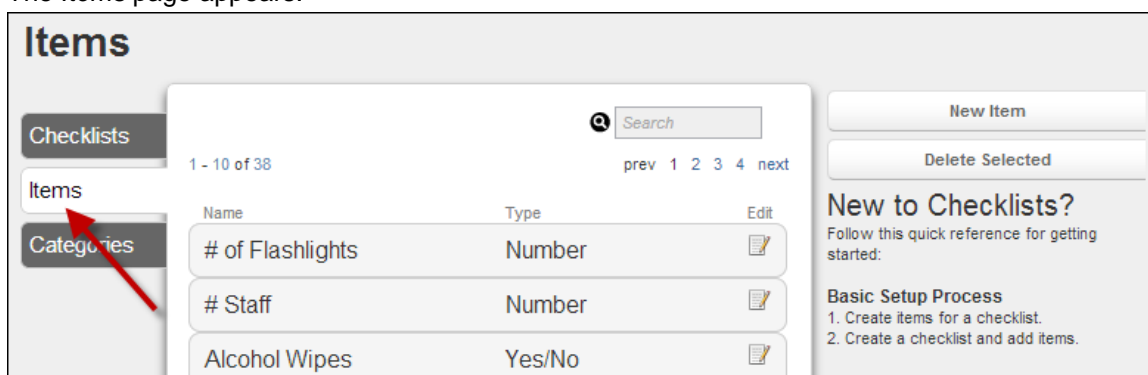 The Items page appears.
Items
Checklists
Items
Categories
Search
1 - 10 of 38
prev 1 2 3 4 next
Name Type Edit
# of Flashlights Number
# Staff Number
Alcohol Wipes Yes/No
New Item
Delete Selected
New to Checklists?
Follow this quick reference for getting
started:
Basic Setup Process
1. Create items for a checklist.
2. Create a checklist and add items.